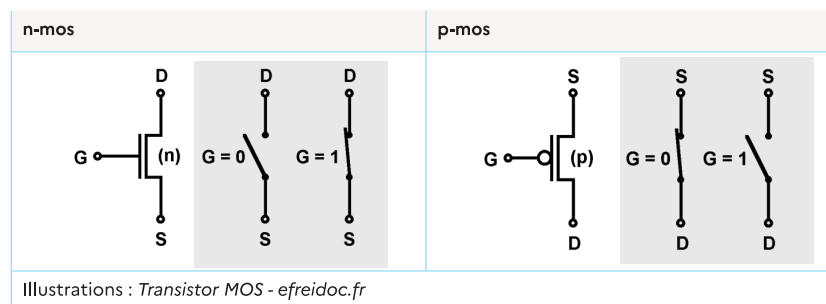 n-mos
p-mos
D D D
G (n) G = 0 G = 1
S S S
S S S
G (p) G = 0 G = 1
D D D
Illustrations : Transistor MOS - efreidoc.fr